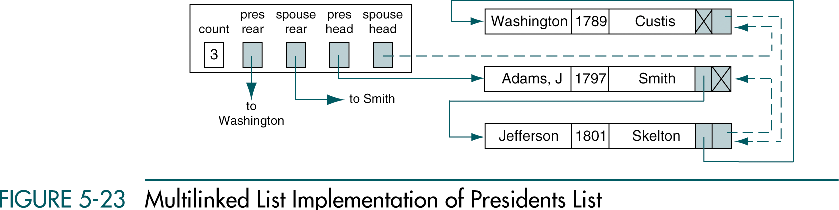 count pres rear spouse rear pres head spouse head
3
to Washington
to Smith
Washington 1789 Custis
Adams, J 1797 Smith
Jefferson 1801 Skelton
FIGURE 5-23 Multilinked List Implementation of Presidents List